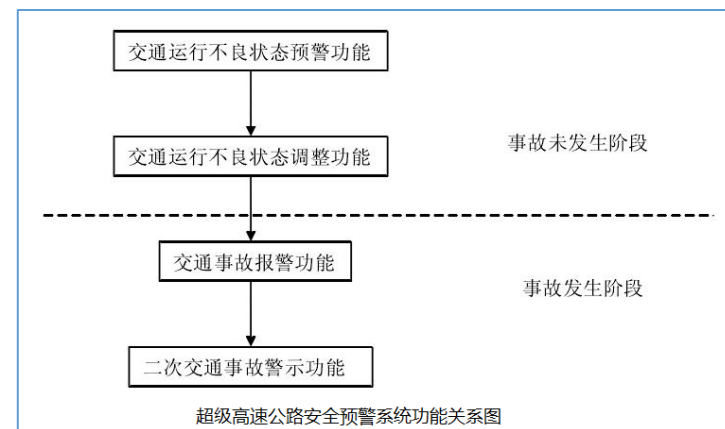 交通运行不良状态预警功能
交通运行不良状态调整功能
事故未发生阶段
交通事故报警功能
事故发生阶段
二次交通事故警示功能
超级高速公路安全预警系统功能关系图